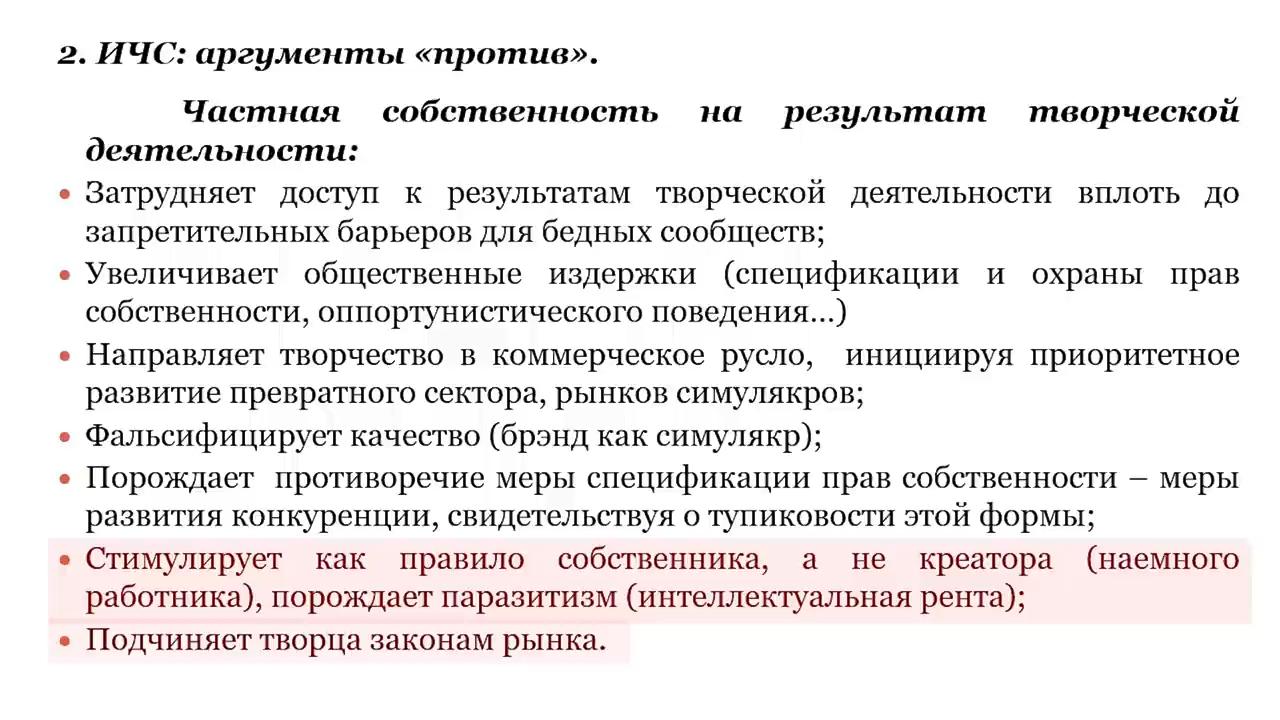 2. ИЧС: аргументы «против».
Частная собственность на результат творческой
деятельности:
• Затрудняет доступ к результатам творческой деятельности вплоть до
запретительных барьеров для бедных сообществ;
• Увеличивает общественные издержки (спецификации и охраны прав
собственности, оппортунистического поведения…)
• Направляет творчество в коммерческое русло, инициируя приоритетное
развитие превратного сектора, рынков симулякров;
• Фальсифицирует качество (брэнд как симулякр);
• Порождает противоречие меры спецификации прав собственности – меры
развития конкуренции, свидетельствуя о тупиковости этой формы;
• Стимулирует как правило собственника, а не креатора (наемного
работника), порождает паразитизм (интеллектуальная рента);
• Подчиняет творца законам рынка.